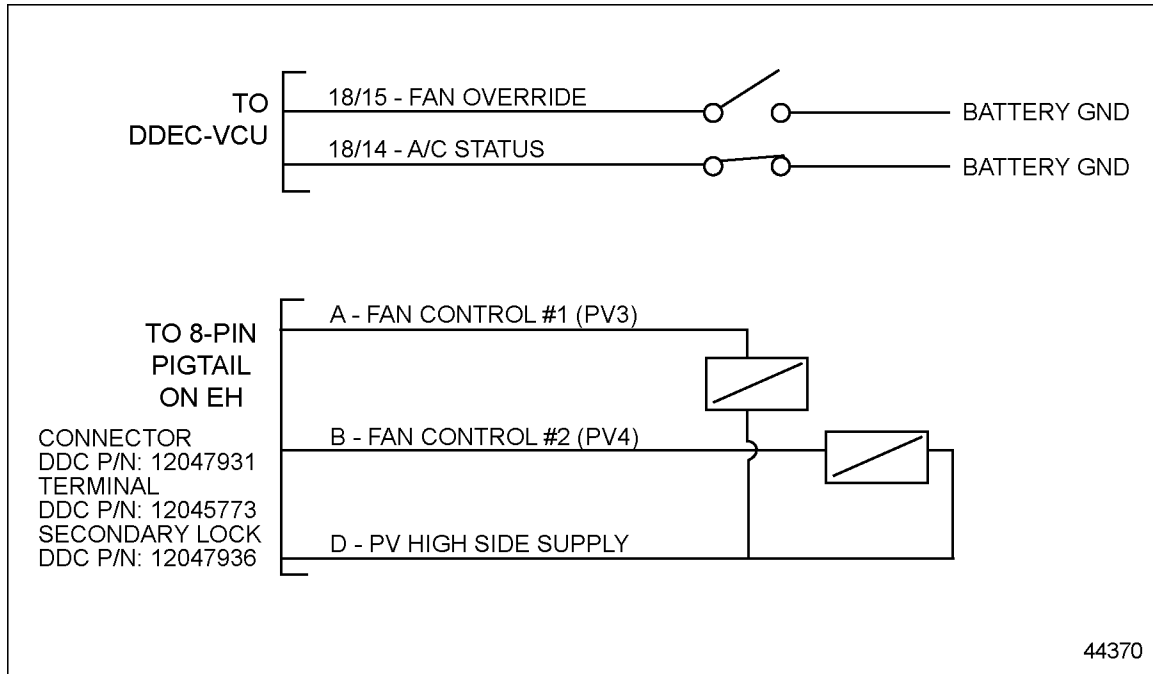 TO
DDEC-VCU
18/15 - FAN OVERRIDE
BATTERY GND
18/14 - A/C STATUS
BATTERY GND
TO 8-PIN
PIGTAIL
ON EH
CONNECTOR
DDC P/N: 12047931
TERMINAL
DDC P/N: 12045773
SECONDARY LOCK
DDC P/N: 12047936
A - FAN CONTROL #1 (PV3)
B - FAN CONTROL #2 (PV4)
D - PV HIGH SIDE SUPPLY
44370